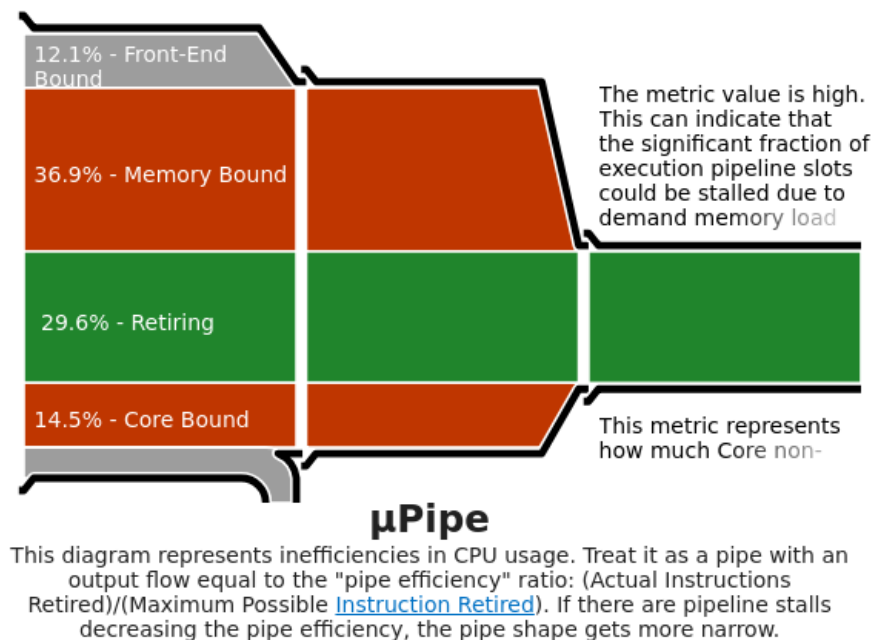 12.1% - Front-End
Bound
36.9% - Memory Bound
29.6% - Retiring
14.5% - Core Bound
The metric value is high.
This can indicate that
the significant fraction of
execution pipeline slots
could be stalled due to
demand memory load
This metric represents
how much Core non-
µPipe
This diagram represents inefficiencies in CPU usage. Treat it as a pipe with an
output flow equal to the "pipe efficiency" ratio: (Actual Instructions
Retired)/(Maximum Possible Instruction Retired). If there are pipeline stalls
decreasing the pipe efficiency, the pipe shape gets more narrow.